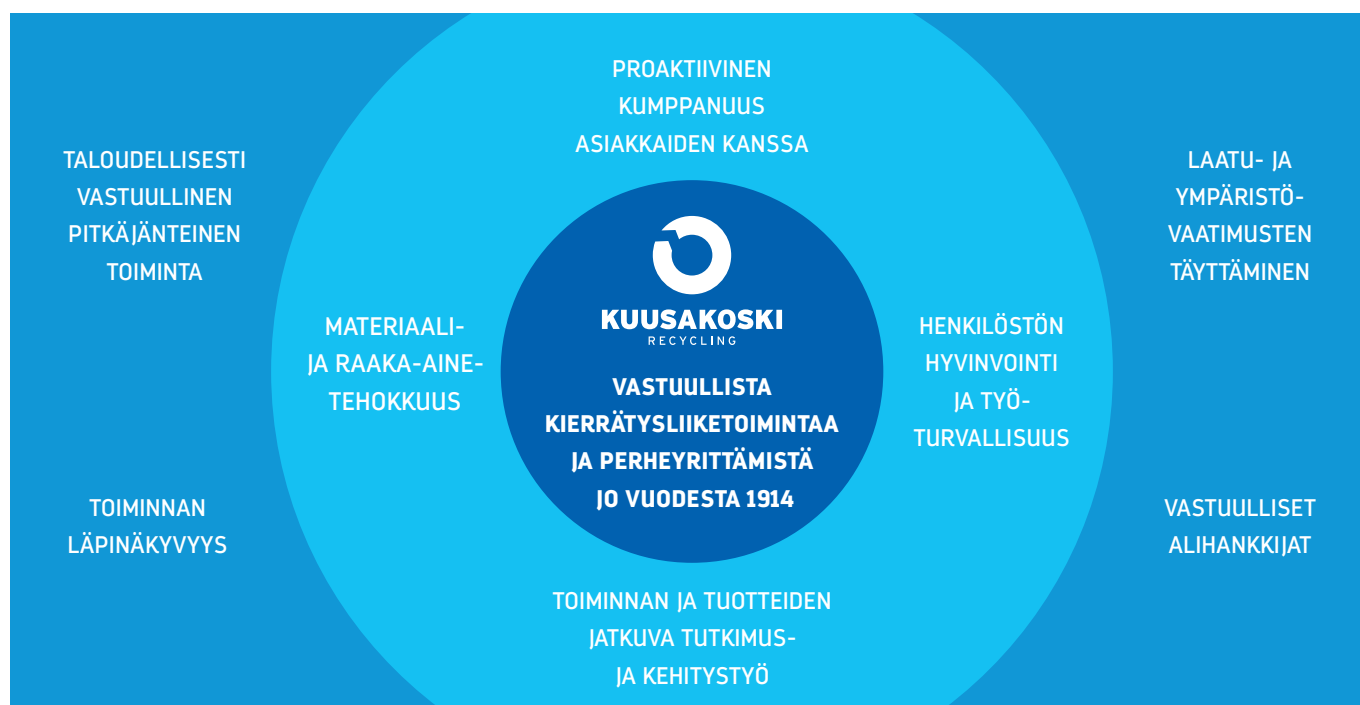 PROAKTIIVINEN
KUMPPANUUS
ASIAKKAIDEN KANSSA
TALOUDELLISESTI
VASTUULLINEN
PITKÄJÄNTEINEN
TOIMINTA
LAATU- JA
YMPÄRISTÖ-
VAATIMUSTEN
TÄYTTÄMINEN
MATERIAALI-
JA RAAKA-AINE-
TEHOKKUUS
KUUSAKOSKI
RECYCLING
VASTUULLISTA
KIERRÄTYSLIIKETOIMINTAA
JA PERHEYRITTÄMISTÄ
JO VUODESTA 1914
HENKILÖSTÖN
HYVINVOINTI
JA TYÖ-
TURVALLISUUS
TOIMINNAN
LÄPINÄKYVYYS
VASTUULLISET
ALIHANKKIJAT
TOIMINNAN JA TUOTTEIDEN
JATKUVA TUTKIMUS-
JA KEHITYSTYÖ